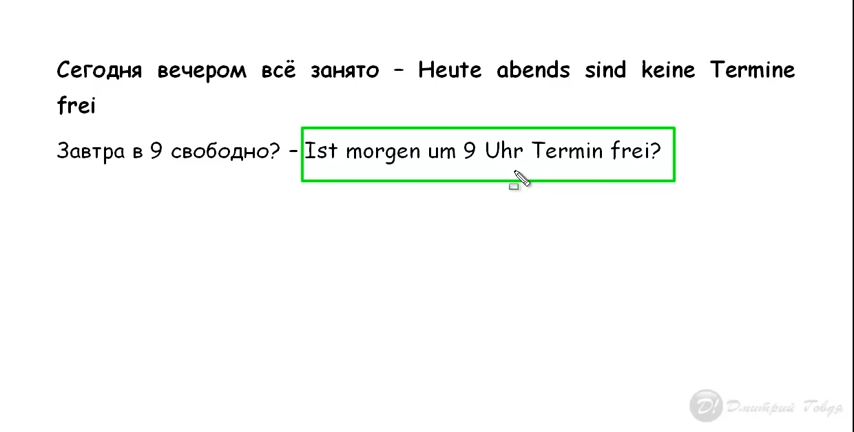 Сегодня вечером всё занято – Heute abends sind keine Termine
frei
Завтра в 9 свободно? – Ist morgen um 9 Uhr Termin frei?
D! Дмитрий Товдя